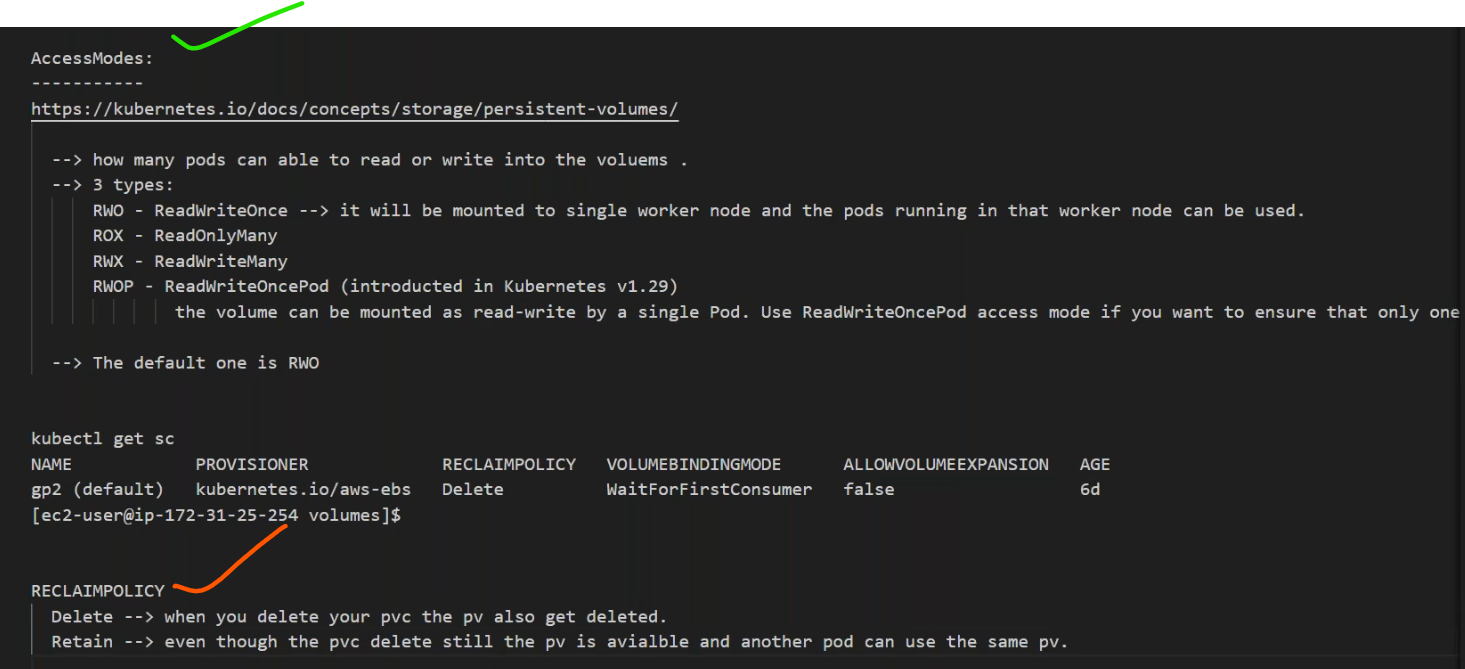 AccessModes:
-----------
https://kubernetes.io/docs/concepts/storage/persistent-volumes/
--> how many pods can able to read or write into the voluems .
--> 3 types:
RWO - ReadWriteOnce --> it will be mounted to single worker node and the pods running in that worker node can be used.
ROX - ReadOnlyMany
RWX - ReadWriteMany
RWOP - ReadWriteOncePod (introducted in Kubernetes v1.29)
the volume can be mounted as read-write by a single Pod. Use ReadWriteOncePod access mode if you want to ensure that only one
--> The default one is RWO
kubectl get sc
NAME PROVISIONER RECLAIMPOLICY VOLUMEBINDINGMODE ALLOWVOLUMEEXPANSION AGE
gp2 (default) kubernetes.io/aws-ebs Delete WaitForFirstConsumer false 6d
[ec2-user@ip-172-31-25-254 volumes]$
RECLAIMPOLICY
Delete --> when you delete your pvc the pv also get deleted.
Retain --> even though the pvc delete still the pv is avialble and another pod can use the same pv.